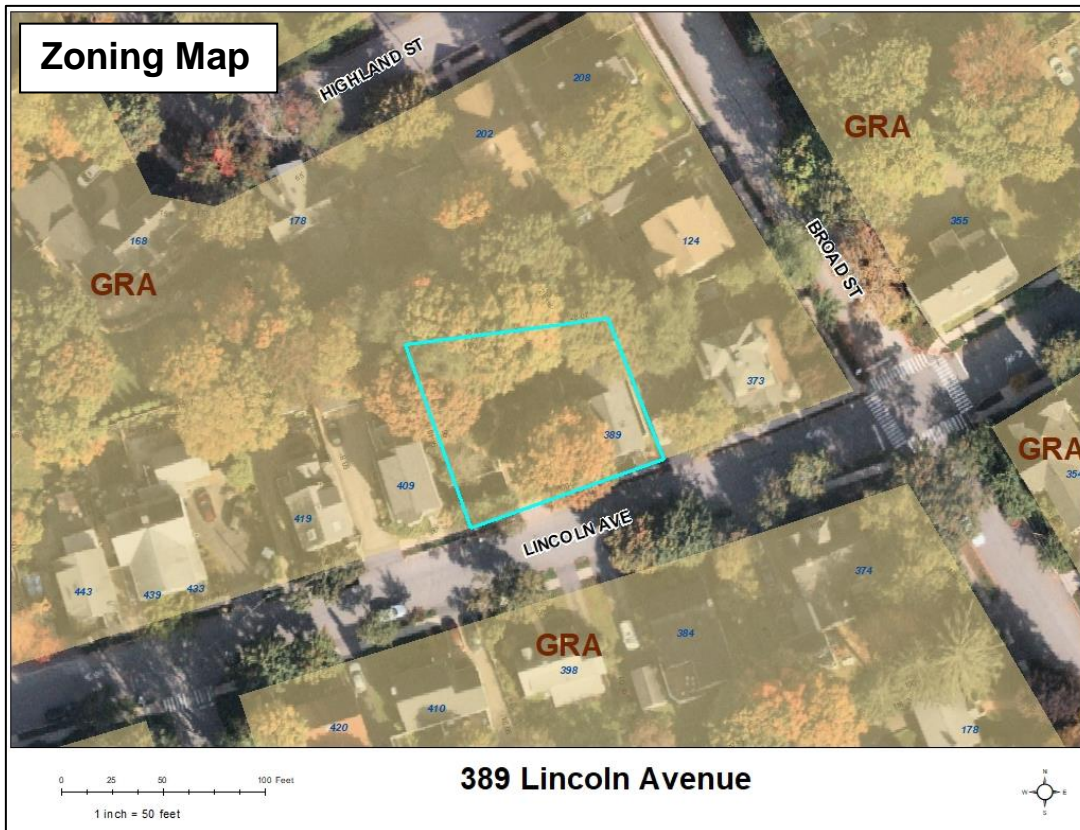 Zoning Map
HIGHLAND ST
208
202
GRA
178
168
124
355
BROAD ST
GRA
373
389
409
GRA
354
419
LINCOLN AVE
443
439
433
374
384
GRA
398
410
420
178
0 25 50 100 Feet
1 inch = 50 feet
389 Lincoln Avenue
N
W
E
S